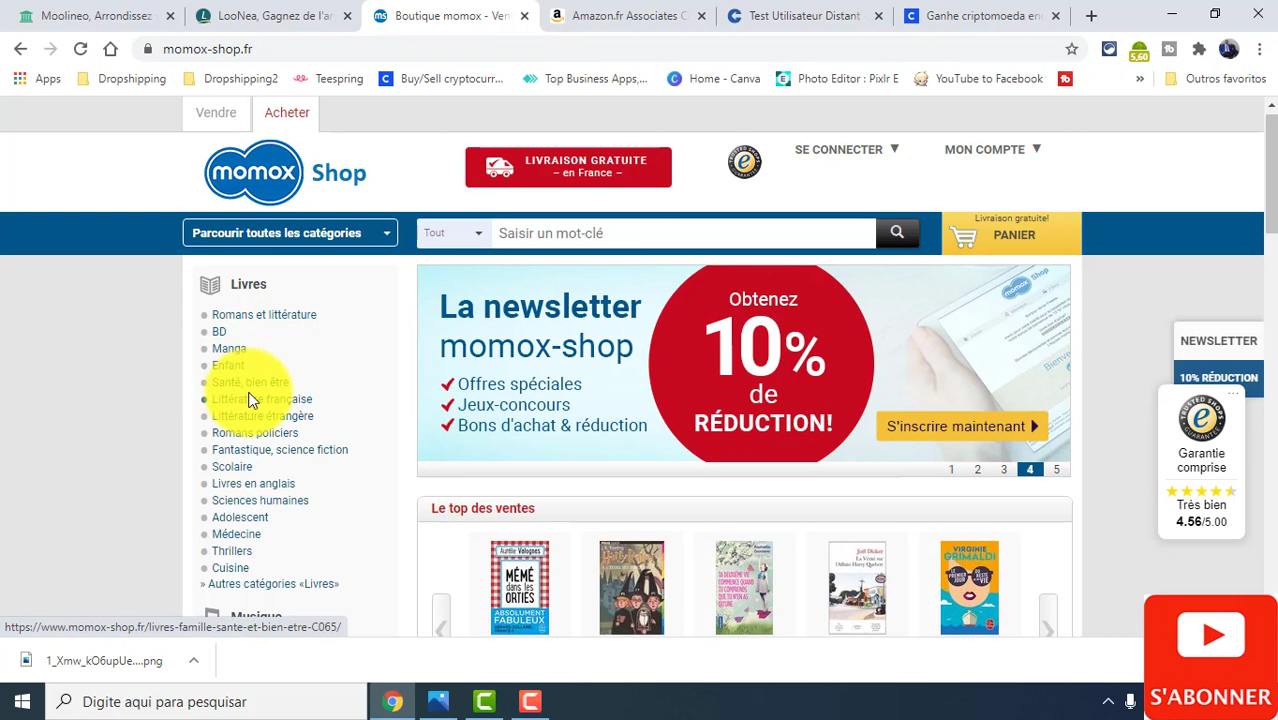 Moolineo, Arrondissez
LooNea, Gagnez de l'ar
Boutique momox - Ven
Amazon.fr Associates C
Test Utilisateur Distant
Ganhe criptomoeda en
momox-shop.fr
5,60
Apps
Dropshipping
Dropshipping2
Teespring
Buy/Sell cryptocurr...
Top Business Apps,...
Home - Canva
Photo Editor : Pixlr E
YouTube to Facebook
»
Outros favoritos
Vendre
Acheter
momox Shop
LIVRAISON GRATUITE
– en France –
SE CONNECTER
MON COMPTE
Parcourir toutes les catégories
Tout
Saisir un mot-clé
Livraison gratuite!
PANIER
Livres
Romans et littérature
BD
Manga
Enfant
Santé, bien être
Littérature française
Littérature étrangère
Romans policiers
Fantastique, science fiction
Scolaire
Livres en anglais
Sciences humaines
Adolescent
Médecine
Thrillers
Cuisine
» Autres catégories «Livres»
Musique
La newsletter
momox-shop
Offres spéciales
Jeux-concours
Bons d'achat & réduction
Obtenez
10%
de
RÉDUCTION!
S'inscrire maintenant
1 2 3 4 5
NEWSLETTER
10% RÉDUCTION
Garantie
comprise
Très bien
4.56/5.00
Le top des ventes
MÉMÉ
DANS LES
ORTIES
VIRGINIE
GRIMALDI
https://www.momox-shop.fr/livres-famille-sante-et-bien-etre-C065/
1_Xmw_kO6upUe....png
S'ABONNER
Digite aqui para pesquisar